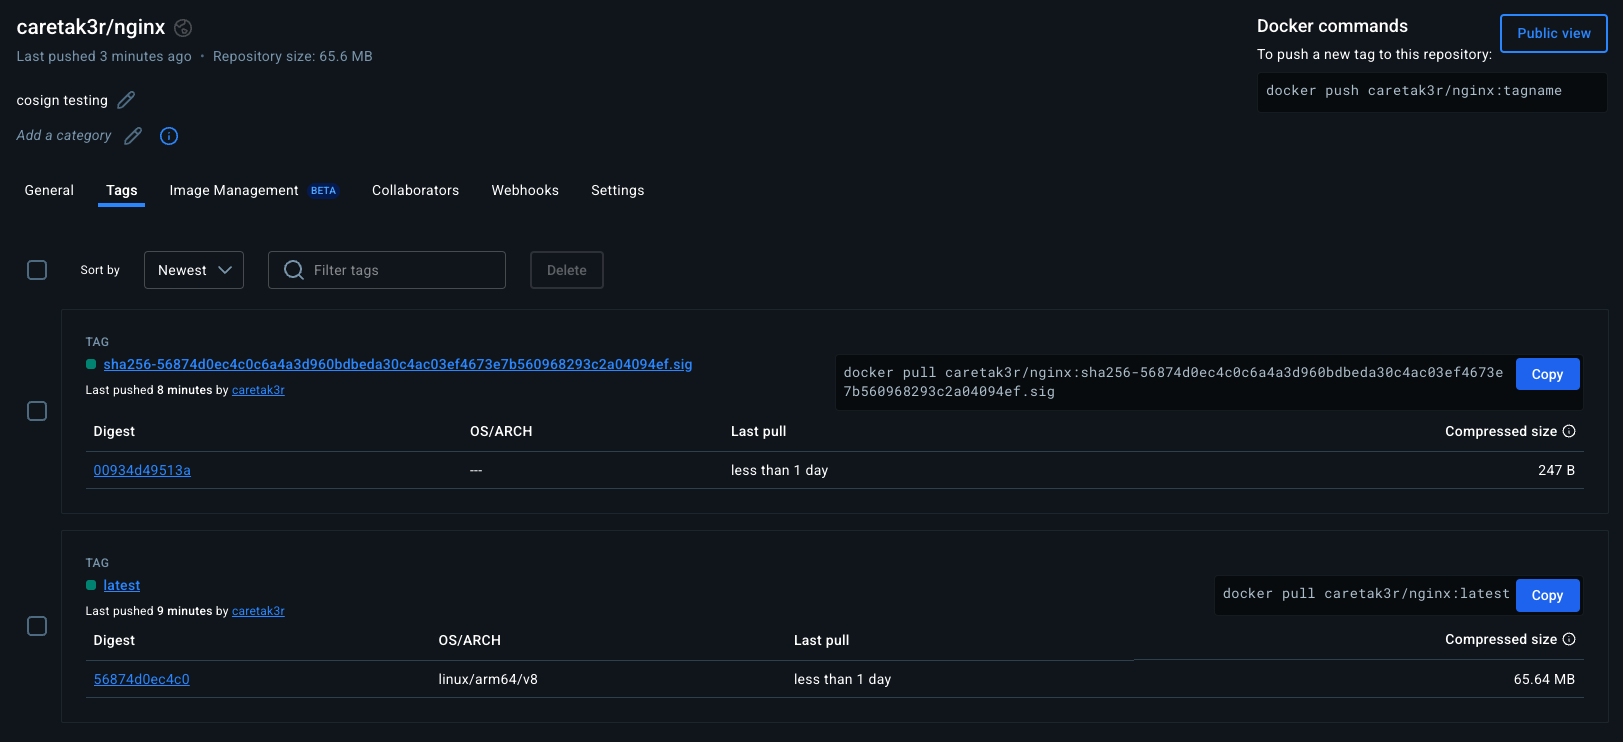 caretak3r/nginx
Last pushed 3 minutes ago · Repository size: 65.6 MB
cosign testing
Add a category
Docker commands
Public view
To push a new tag to this repository:
docker push caretak3r/nginx:tagname
General Tags Image Management BETA Collaborators Webhooks Settings
Sort by Newest Filter tags Delete
TAG
sha256-56874d0ec4c0c6a4a3d960bdbeda30c4ac03ef4673e7b560968293c2a04094ef.sig
Last pushed 8 minutes by caretak3r
docker pull caretak3r/nginx:sha256-56874d0ec4c0c6a4a3d960bdbeda30c4ac03ef4673e
7b560968293c2a04094ef.sig
Copy
Digest OS/ARCH Last pull Compressed size
00934d49513a --- less than 1 day 247 B
TAG
latest
Last pushed 9 minutes by caretak3r
docker pull caretak3r/nginx:latest
Copy
Digest OS/ARCH Last pull Compressed size
56874d0ec4c0 linux/arm64/v8 less than 1 day 65.64 MB